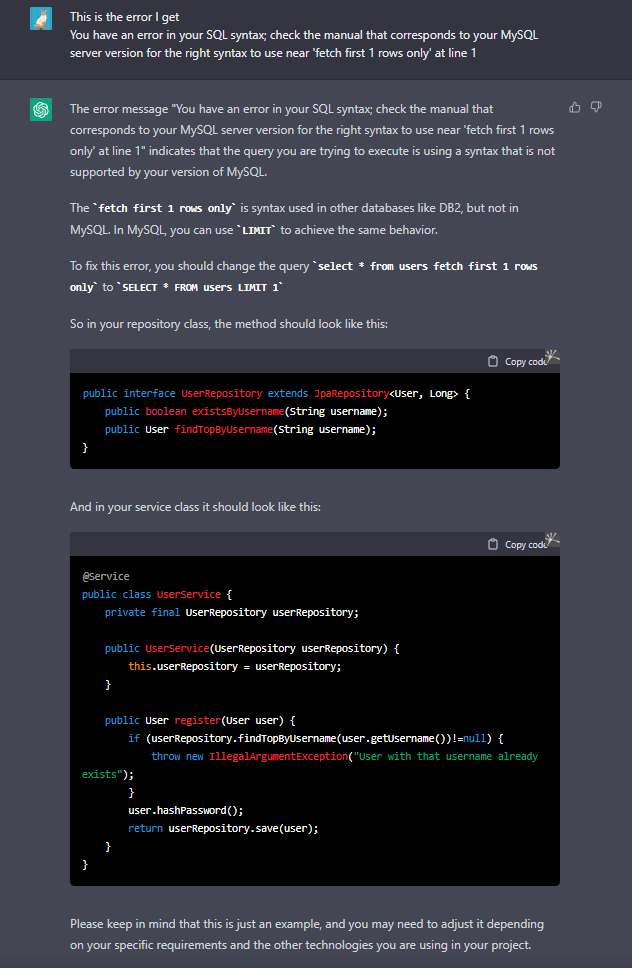 This is the error I get
You have an error in your SQL syntax; check the manual that corresponds to your MySQL
server version for the right syntax to use near 'fetch first 1 rows only' at line 1
The error message "You have an error in your SQL syntax; check the manual that
corresponds to your MySQL server version for the right syntax to use near 'fetch first 1 rows
only' at line 1" indicates that the query you are trying to execute is using a syntax that is not
supported by your version of MySQL.
The `fetch first 1 rows only` is syntax used in other databases like DB2, but not in
MySQL. In MySQL, you can use `LIMIT` to achieve the same behavior.
To fix this error, you should change the query `select * from users fetch first 1 rows
only` to `SELECT * FROM users LIMIT 1`
So in your repository class, the method should look like this:
Copy code
public interface UserRepository extends JpaRepository<User, Long> {
    public boolean existsByUsername(String username);
    public User findTopByUsername(String username);
}
And in your service class it should look like this:
Copy code
@Service
public class UserService {
    private final UserRepository userRepository;
    public UserService(UserRepository userRepository) {
        this.userRepository = userRepository;
    }
    public User register(User user) {
        if (userRepository.findTopByUsername(user.getUsername())!=null) {
            throw new IllegalArgumentException("User with that username already
exists");
        }
        user.hashPassword();
        return userRepository.save(user);
    }
}
Please keep in mind that this is just an example, and you may need to adjust it depending
on your specific requirements and the other technologies you are using in your project.